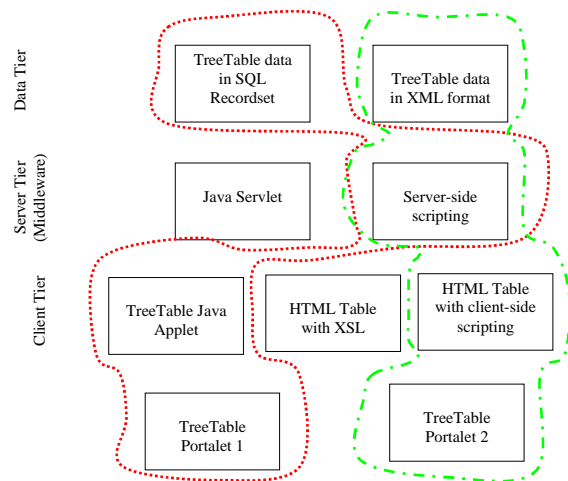 Data Tier
TreeTable data
in SQL
Recordset
TreeTable data
in XML format
Server Tier
(Middleware)
Java Servlet
Server-side
scripting
Client Tier
TreeTable Java
Applet
HTML Table
with XSL
HTML Table
with client-side
scripting
TreeTable
Portalet 1
TreeTable
Portalet 2